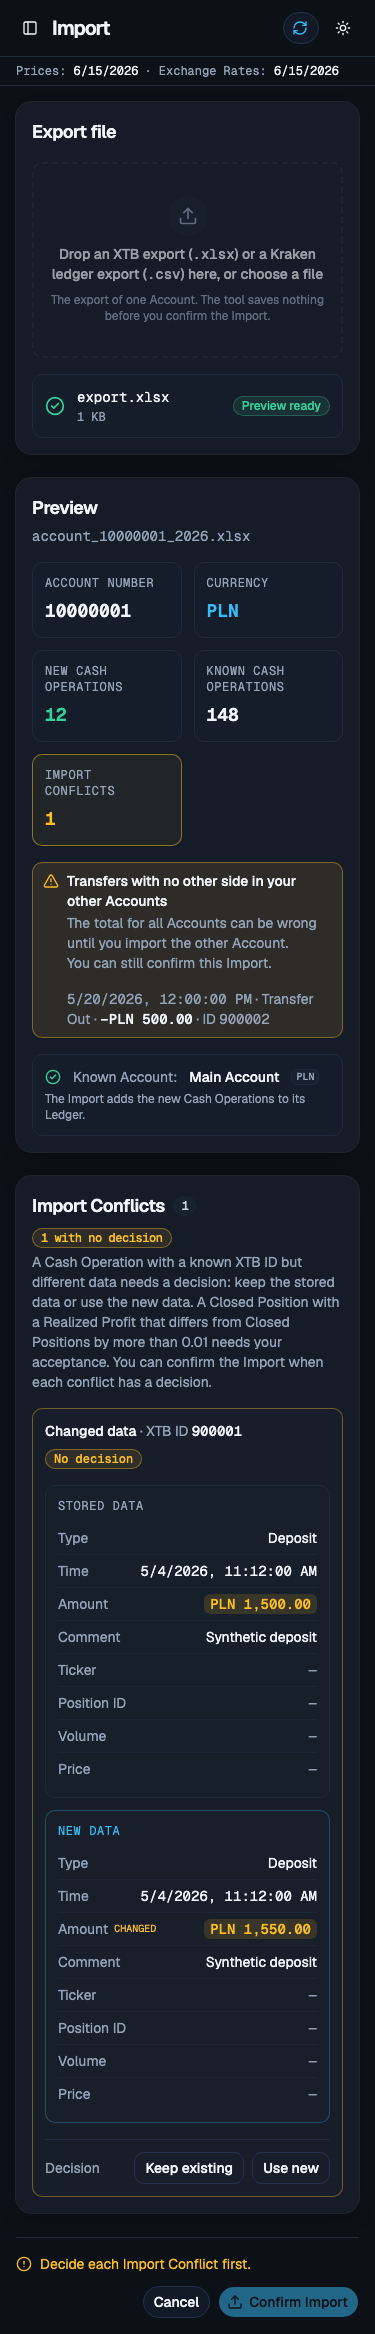 Import
Prices: 6/15/2026 · Exchange Rates: 6/15/2026
Export file
Drop an XTB export (.xlsx) or a Kraken
ledger export (.csv) here, or choose a file
The export of one Account. The tool saves nothing
before you confirm the Import.
export.xlsx
1 KB
Preview ready
Preview
account_10000001_2026.xlsx
ACCOUNT NUMBER
10000001
CURRENCY
PLN
NEW CASH
OPERATIONS
12
KNOWN CASH
OPERATIONS
148
IMPORT
CONFLICTS
1
Transfers with no other side in your
other Accounts
The total for all Accounts can be wrong
until you import the other Account.
You can still confirm this Import.
5/20/2026, 12:00:00 PM · Transfer
Out · −PLN 500.00 · ID 900002
Known Account: Main Account PLN
The Import adds the new Cash Operations to its
Ledger.
Import Conflicts 1
1 with no decision
A Cash Operation with a known XTB ID but
different data needs a decision: keep the stored
data or use the new data. A Closed Position with
a Realized Profit that differs from Closed
Positions by more than 0.01 needs your
acceptance. You can confirm the Import when
each conflict has a decision.
Changed data · XTB ID 900001
No decision
STORED DATA
Type Deposit
Time 5/4/2026, 11:12:00 AM
Amount PLN 1,500.00
Comment Synthetic deposit
Ticker –
Position ID –
Volume –
Price –
NEW DATA
Type Deposit
Time 5/4/2026, 11:12:00 AM
Amount CHANGED PLN 1,550.00
Comment Synthetic deposit
Ticker –
Position ID –
Volume –
Price –
Decision Keep existing Use new
Decide each Import Conflict first.
Cancel Confirm Import